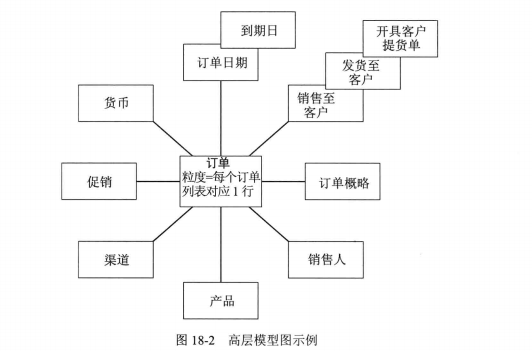 到期日
订单日期
开具客户
提货单
发货至
客户
销售至
客户
货币
订单
粒度=每个订单
列表对应1行
促销
订单概略
渠道
销售人
产品
图 18-2 高层模型图示例